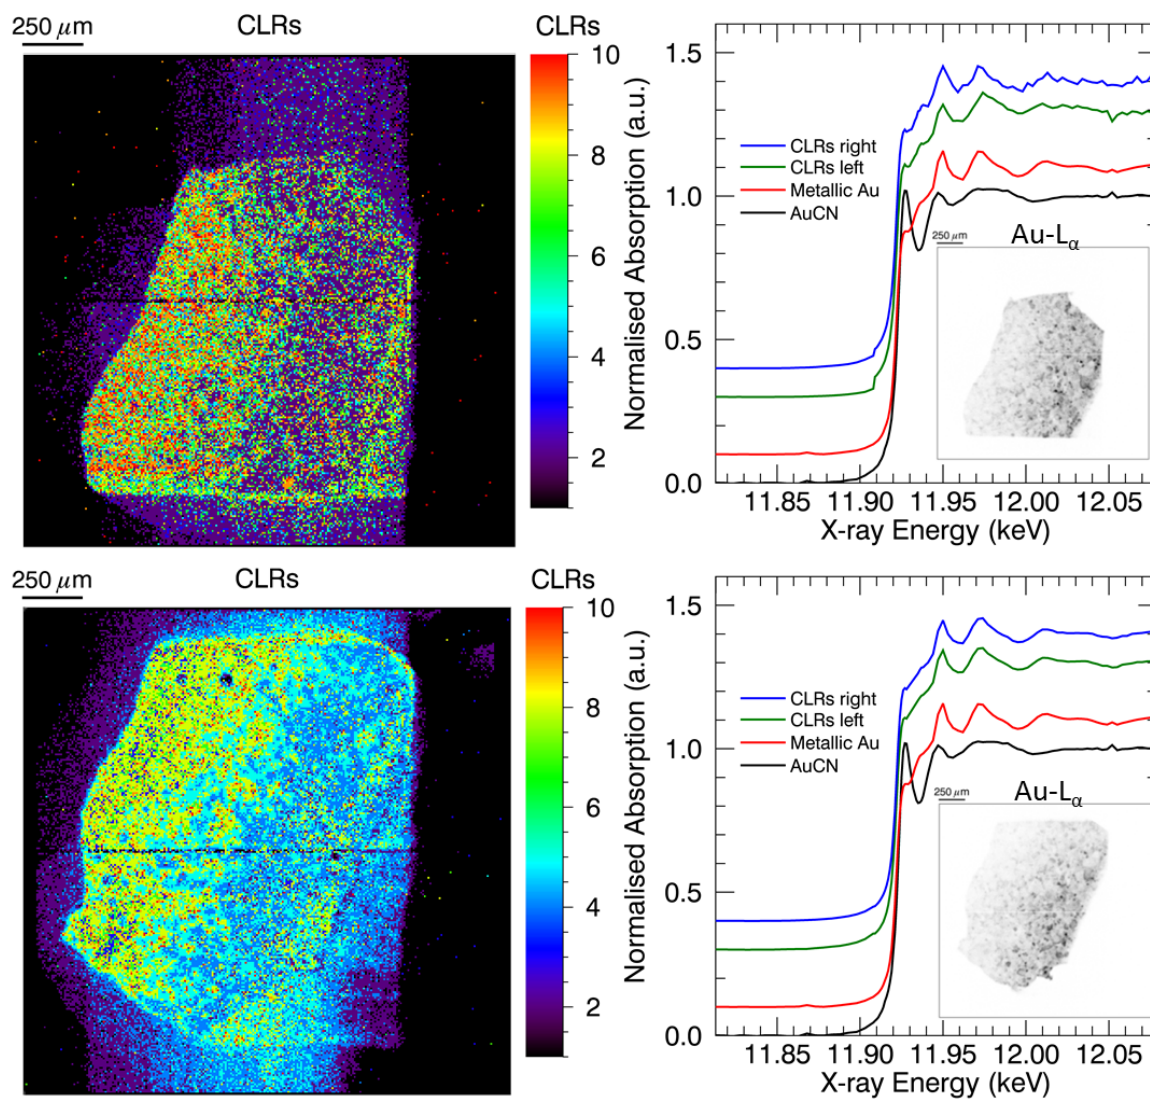 250 μm
CLRs
CLRs
10
8
6
4
2
Normalised Absorption (a.u.)
1.5
1.0
0.5
0.0
CLRs right
CLRs left
Metallic Au
AuCN
250 μm
Au-Lα
11.85
11.90
11.95
12.00
12.05
X-ray Energy (keV)
250 μm
CLRs
CLRs
10
8
6
4
2
Normalised Absorption (a.u.)
1.5
1.0
0.5
0.0
CLRs right
CLRs left
Metallic Au
AuCN
250 μm
Au-Lα
11.85
11.90
11.95
12.00
12.05
X-ray Energy (keV)